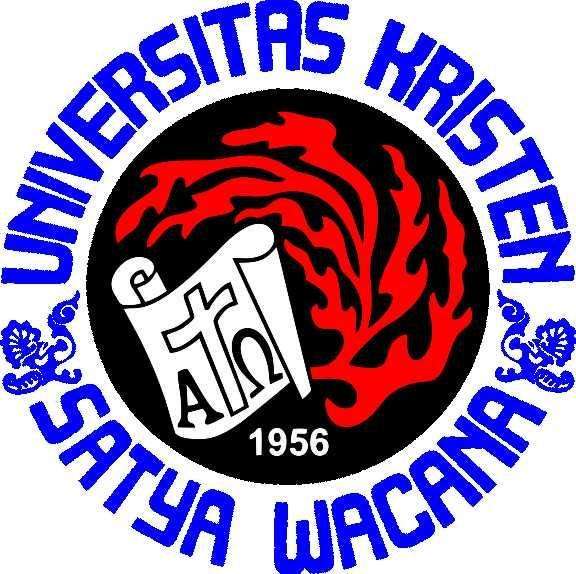 UNIVERSITAS KRISTEN
SATYA WACANA
Α Ω
1956